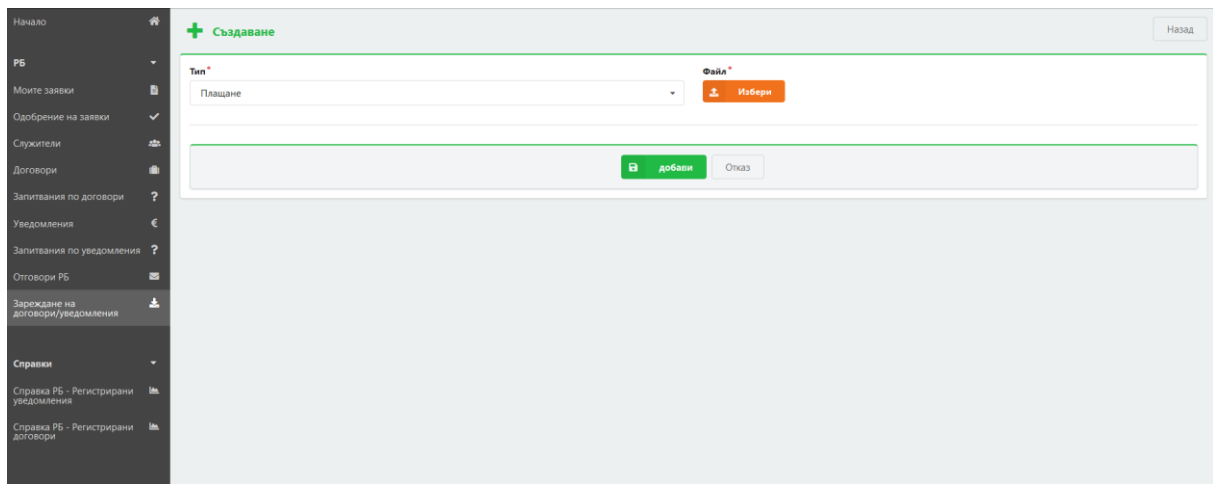 Начало
РБ
Моите заявки
Одобрение на заявки
Служители
Договори
Запитвания по договори
Уведомления
Запитвания по уведомления
Отговори РБ
Зареждане на
договори/уведомления
Справки
Справка РБ - Регистрирани
уведомления
Справка РБ - Регистрирани
договори
Създаване
Назад
Тип*
Файл*
Плащане
Избери
добави
Отказ